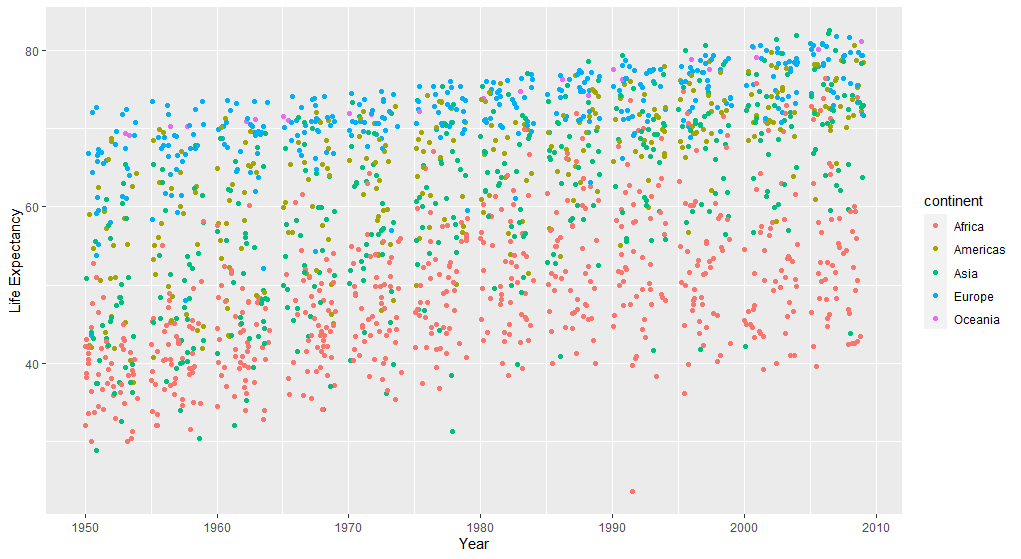 80
60
40
Life Expectancy
1950 1960 1970 1980 1990 2000 2010
Year
continent
Africa
Americas
Asia
Europe
Oceania